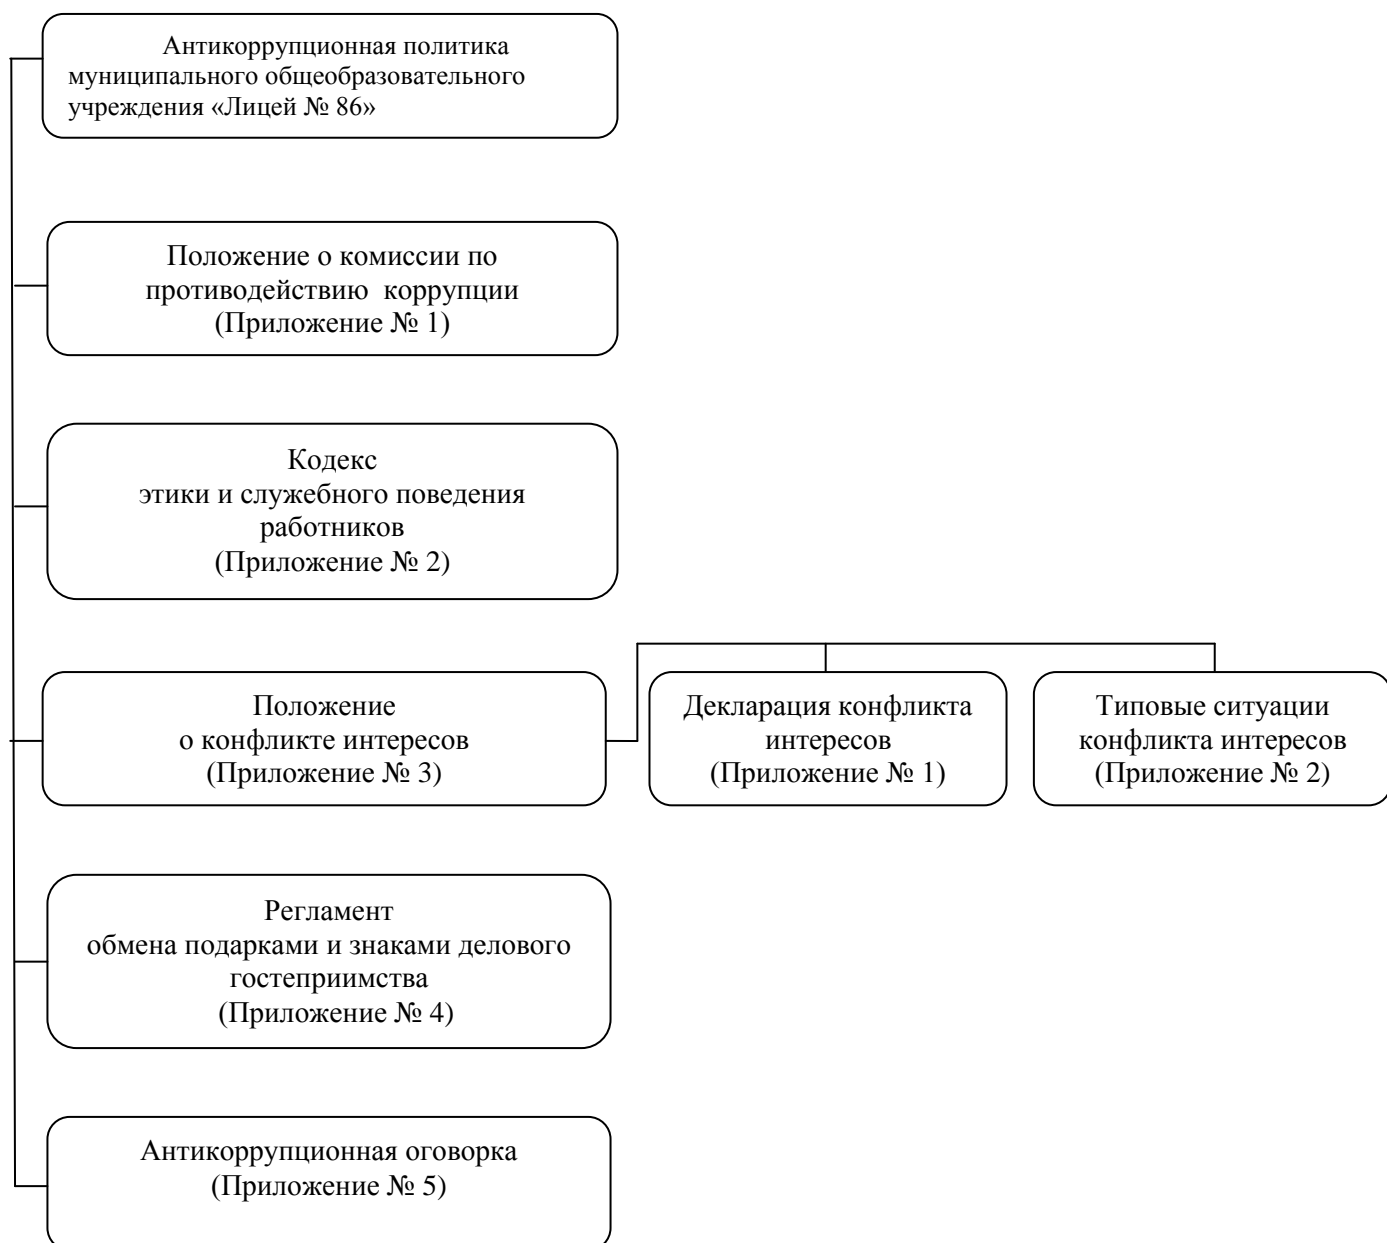 Антикоррупционная политика
муниципального общеобразовательного
учреждения «Лицей № 86»
Положение о комиссии по
противодействию коррупции
(Приложение № 1)
Кодекс
этики и служебного поведения
работников
(Приложение № 2)
Положение
о конфликте интересов
(Приложение № 3)
Декларация конфликта
интересов
(Приложение № 1)
Типовые ситуации
конфликта интересов
(Приложение № 2)
Регламент
обмена подарками и знаками делового
гостеприимства
(Приложение № 4)
Антикоррупционная оговорка
(Приложение № 5)